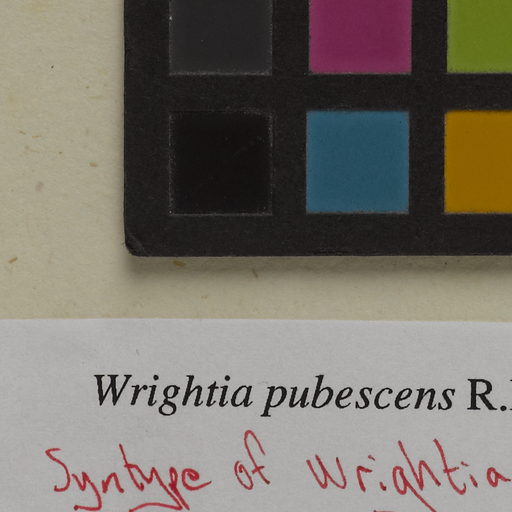 Wrightia pubescens R.
Syntype of Wrightia